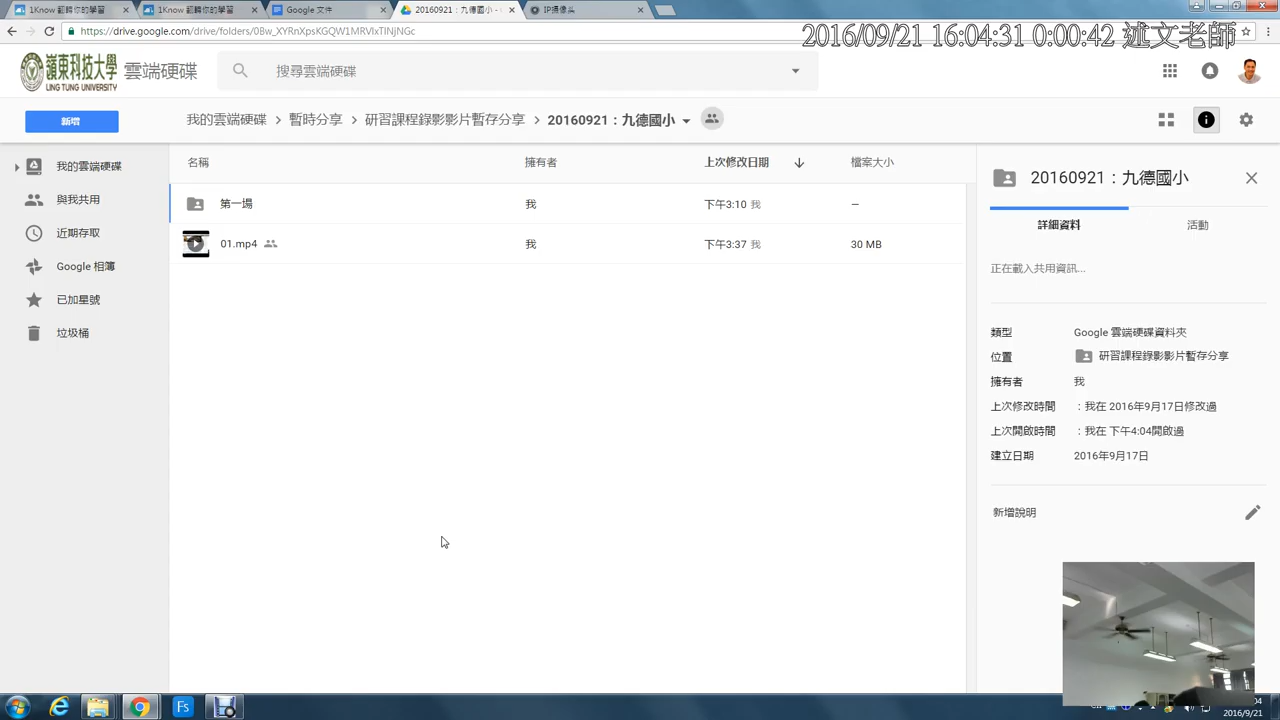 1Know 範歸你的學習
1Know 範歸你的學習
Google 文件
20160921：九德國小 -
IP攝像头
https://drive.google.com/drive/folders/0Bw_XYRnXpsKGQW1MRVIxTlNjNGc
2016/09/21 16:04:31 0:00:42 述文老師
嶺東科技大學
LING TUNG UNIVERSITY
雲端硬碟
搜尋雲端硬碟
新增
我的雲端硬碟 > 暫時分享 > 研習課程錄影影片暫存分享 > 20160921：九德國小
我的雲端硬碟
與我共用
近期存取
Google 相簿
已加星號
垃圾桶
名稱 擁有者 上次修改日期 檔案大小
第一場 我 下午3:10 我 —
01.mp4 我 下午3:37 我 30 MB
20160921：九德國小
詳細資料 活動
正在載入共用資訊...
類型 Google 雲端硬碟資料夾
位置 研習課程錄影影片暫存分享
擁有者 我
上次修改時間 ：我在 2016年9月17日修改過
上次開啟時間 ：我在 下午4:04開啟過
建立日期 2016年9月17日
新增說明
Fs
2016/9/21